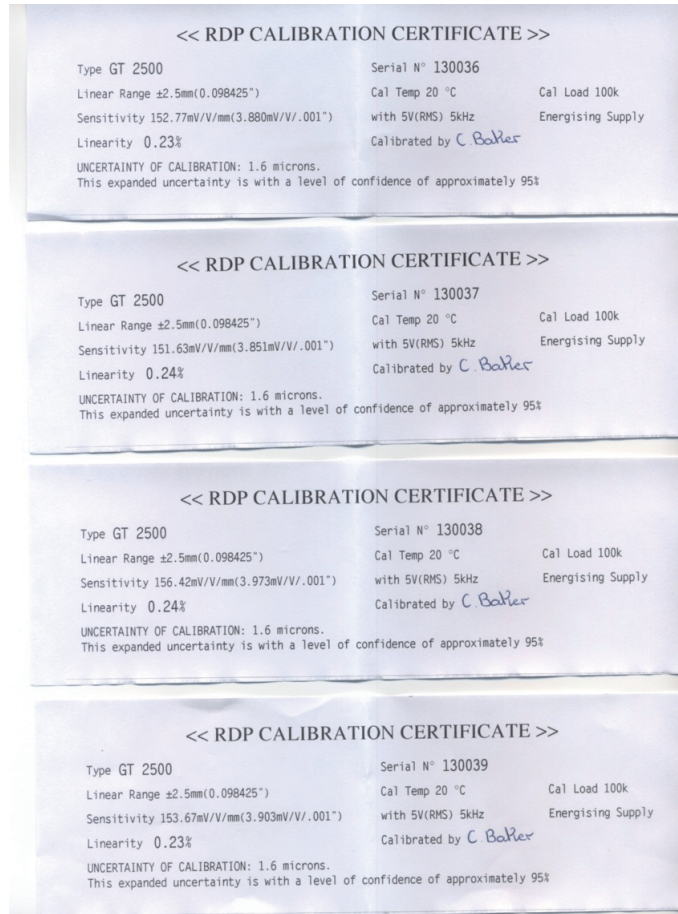 << RDP CALIBRATION CERTIFICATE >>
Type GT 2500 Serial N° 130036
Linear Range ±2.5mm(0.098425") Cal Temp 20 °C Cal Load 100k
Sensitivity 152.77mV/V/mm(3.880mV/V/.001") with 5V(RMS) 5kHz Energising Supply
Linearity 0.23% Calibrated by C. Baker
UNCERTAINTY OF CALIBRATION: 1.6 microns.
This expanded uncertainty is with a level of confidence of approximately 95%
<< RDP CALIBRATION CERTIFICATE >>
Type GT 2500 Serial N° 130037
Linear Range ±2.5mm(0.098425") Cal Temp 20 °C Cal Load 100k
Sensitivity 151.63mV/V/mm(3.851mV/V/.001") with 5V(RMS) 5kHz Energising Supply
Linearity 0.24% Calibrated by C. Baker
UNCERTAINTY OF CALIBRATION: 1.6 microns.
This expanded uncertainty is with a level of confidence of approximately 95%
<< RDP CALIBRATION CERTIFICATE >>
Type GT 2500 Serial N° 130038
Linear Range ±2.5mm(0.098425") Cal Temp 20 °C Cal Load 100k
Sensitivity 156.42mV/V/mm(3.973mV/V/.001") with 5V(RMS) 5kHz Energising Supply
Linearity 0.24% Calibrated by C. Baker
UNCERTAINTY OF CALIBRATION: 1.6 microns.
This expanded uncertainty is with a level of confidence of approximately 95%
<< RDP CALIBRATION CERTIFICATE >>
Type GT 2500 Serial N° 130039
Linear Range ±2.5mm(0.098425") Cal Temp 20 °C Cal Load 100k
Sensitivity 153.67mV/V/mm(3.903mV/V/.001") with 5V(RMS) 5kHz Energising Supply
Linearity 0.23% Calibrated by C. Baker
UNCERTAINTY OF CALIBRATION: 1.6 microns.
This expanded uncertainty is with a level of confidence of approximately 95%